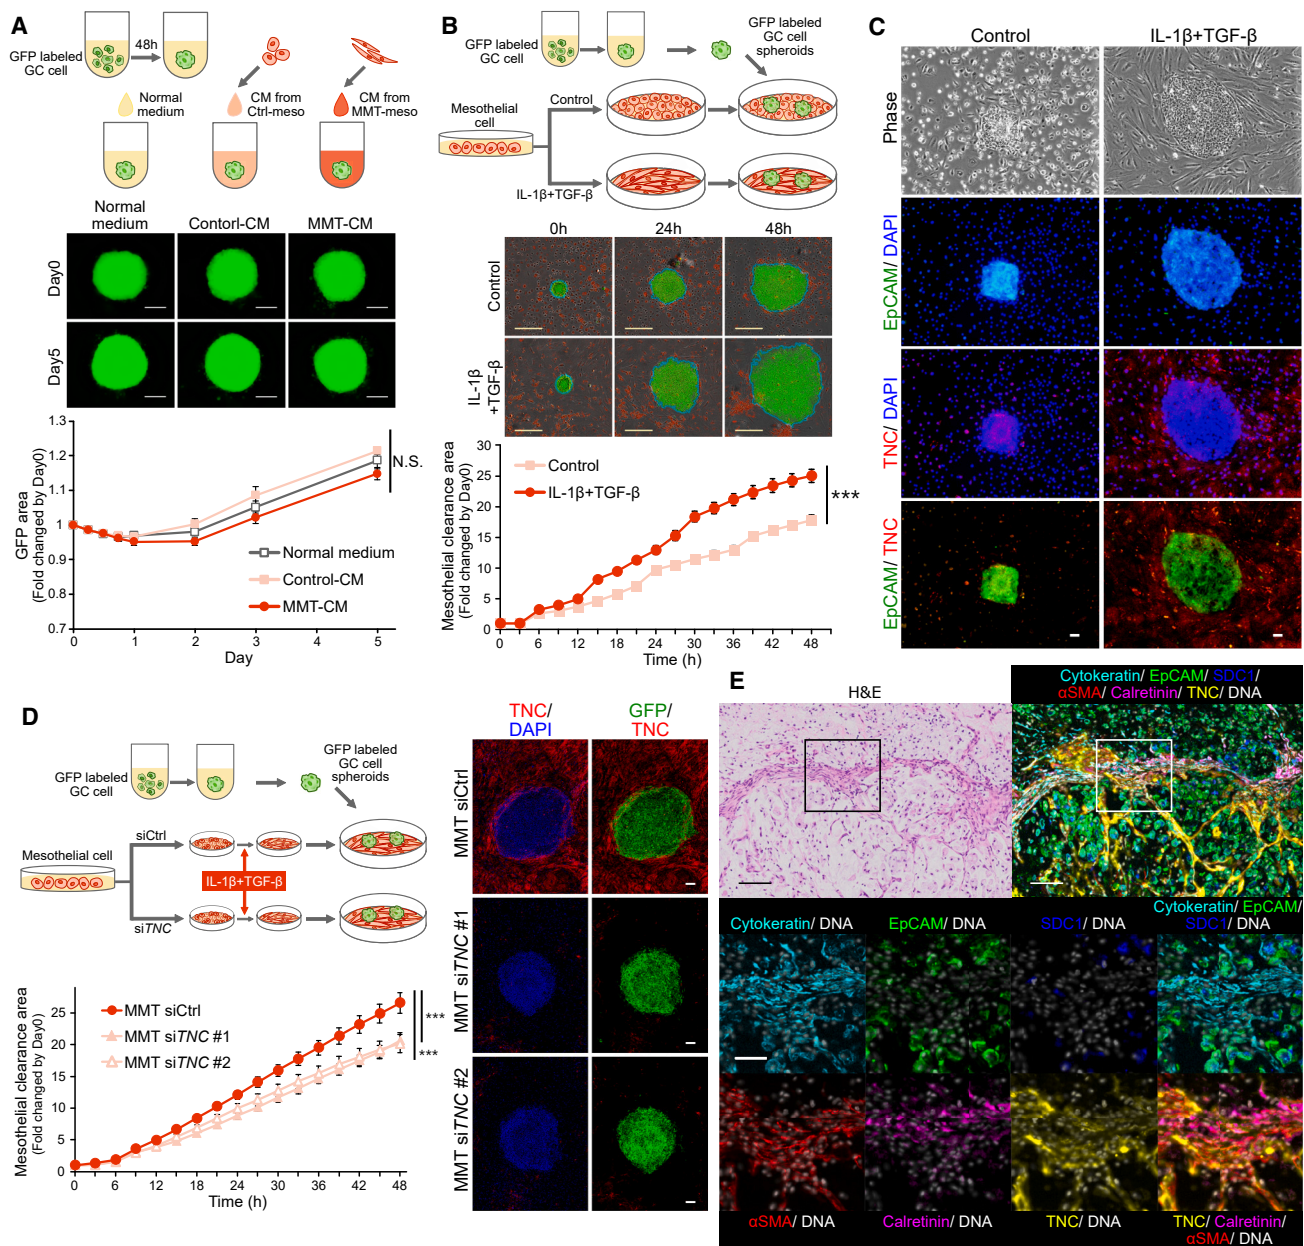 A
GFP labeled
GC cell
48h
Normal
medium
CM from
Ctrl-meso
CM from
MMT-meso
Normal
medium
Contorl-CM
MMT-CM
Day0
Day5
GFP area
(Fold changed by Day0)
1.3
1.2
1.1
1
0.9
0.8
0.7
N.S.
Normal medium
Control-CM
MMT-CM
0 1 2 3 4 5
Day
B
GFP labeled
GC cell
GFP labeled
GC cell
spheroids
Mesothelial
cell
Control
IL-1β+TGF-β
0h 24h 48h
Control
IL-1β
+TGF-β
Mesothelial clearance area
(Fold changed by Day0)
30
25
20
15
10
5
0
Control
IL-1β+TGF-β
***
0 6 12 18 24 30 36 42 48
Time (h)
C
Control
IL-1β+TGF-β
Phase
EpCAM/ DAPI
TNC/ DAPI
EpCAM/ TNC
D
GFP labeled
GC cell
GFP labeled
GC cell
spheroids
Mesothelial cell
siCtrl
IL-1β+TGF-β
siTNC
Mesothelial clearance area
(Fold changed by Day0)
25
20
15
10
5
0
MMT siCtrl
MMT siTNC #1
MMT siTNC #2
***
***
0 6 12 18 24 30 36 42 48
Time (h)
TNC/
DAPI
GFP/
TNC
MMT siCtrl
MMT siTNC #1
MMT siTNC #2
E
H&E
Cytokeratin/ EpCAM/ SDC1/
αSMA/ Calretinin/ TNC/ DNA
Cytokeratin/ DNA
EpCAM/ DNA
SDC1/ DNA
Cytokeratin/ EpCAM/
SDC1/ DNA
αSMA/ DNA
Calretinin/ DNA
TNC/ DNA
TNC/ Calretinin/
αSMA/ DNA